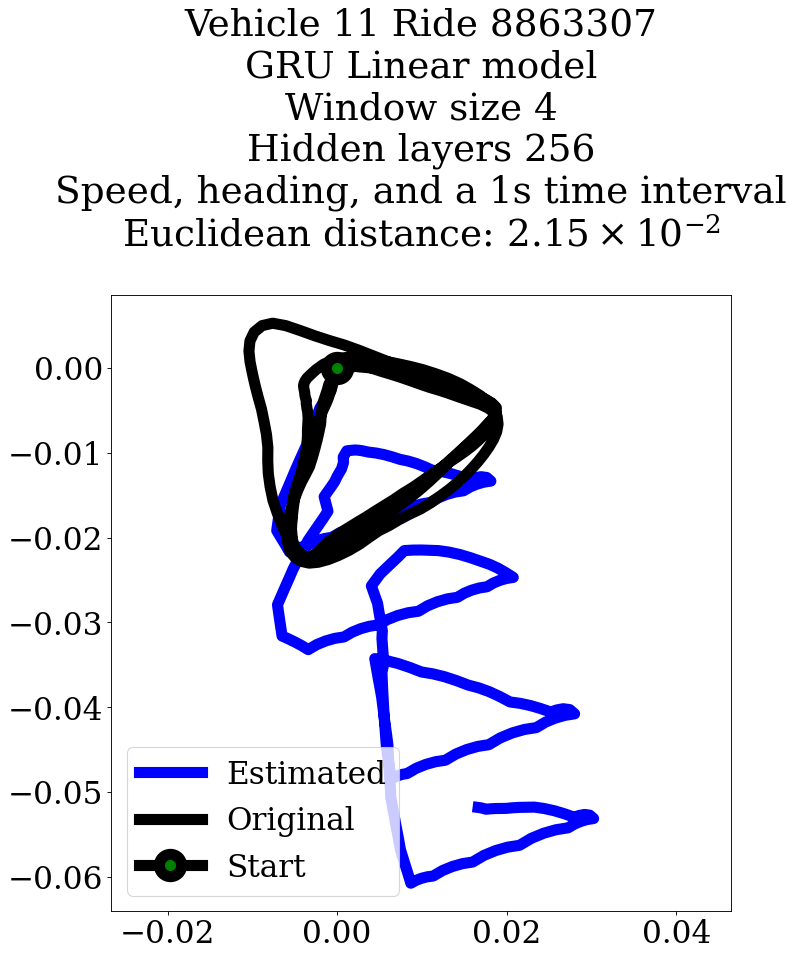 Vehicle 11 Ride 8863307
GRU Linear model
Window size 4
Hidden layers 256
Speed, heading, and a 1s time interval
Euclidean distance: 2.15 × 10⁻²
0.00
−0.01
−0.02
−0.03
−0.04
−0.05
−0.06
Estimated
Original
Start
−0.02 0.00 0.02 0.04